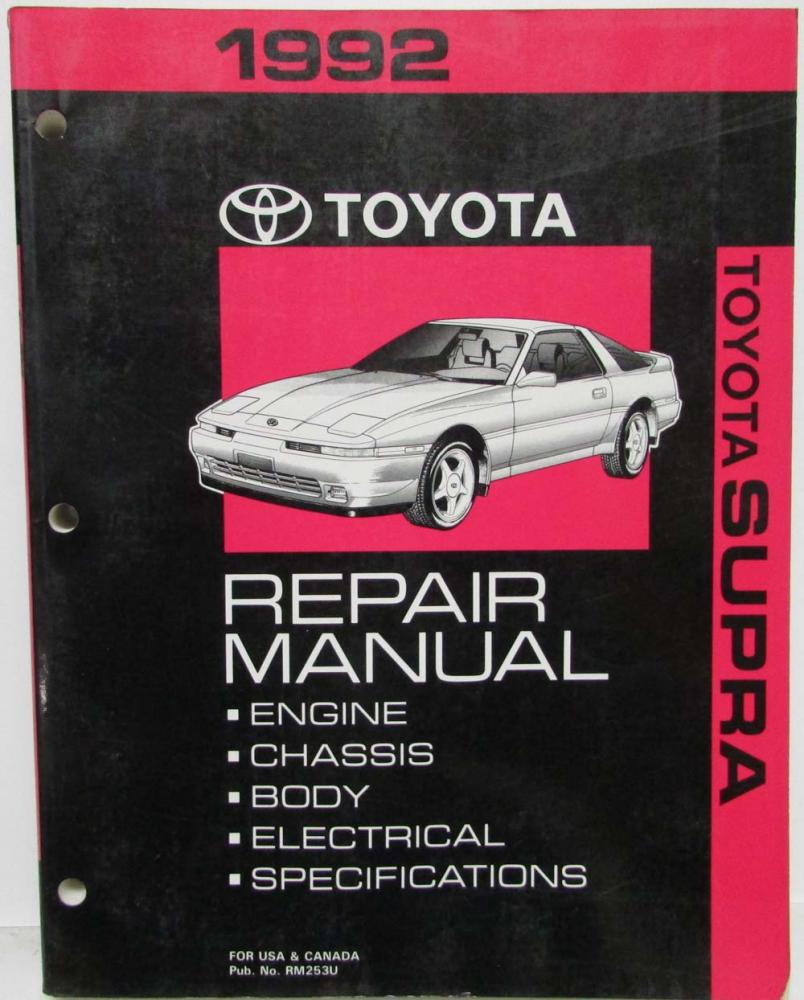 1992
TOYOTA
TOYOTA SUPRA
REPAIR
MANUAL
▪ ENGINE
▪ CHASSIS
▪ BODY
▪ ELECTRICAL
▪ SPECIFICATIONS
FOR USA & CANADA
Pub. No. RM253U